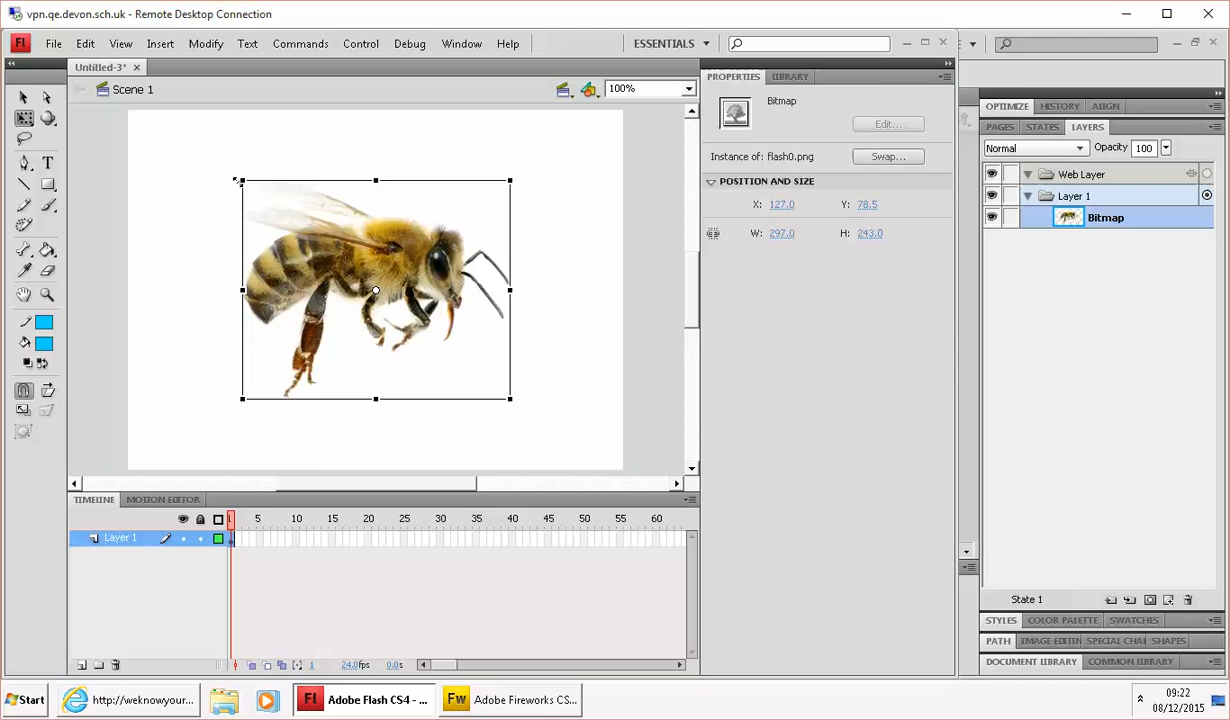 vpn.qe.devon.sch.uk - Remote Desktop Connection
Fl File Edit View Insert Modify Text Commands Control Debug Window Help ESSENTIALS
Untitled-3*
Scene 1 100%
PROPERTIES LIBRARY
Bitmap
Edit...
Instance of: flash0.png Swap...
POSITION AND SIZE
X: 127.0 Y: 78.5
W: 297.0 H: 243.0
OPTIMIZE HISTORY ALIGN
PAGES STATES LAYERS
Normal Opacity 100
Web Layer
Layer 1
Bitmap
T
TIMELINE MOTION EDITOR
5 10 15 20 25 30 35 40 45 50 55 60
Layer 1
1 24.0fps 0.0s
State 1
STYLES COLOR PALETTE SWATCHES
PATH IMAGE EDITIN SPECIAL CHAI SHAPES
DOCUMENT LIBRARY COMMON LIBRARY
Start http://weknowyour... Fl Adobe Flash CS4 - ... Fw Adobe Fireworks CS...
09:22
08/12/2015